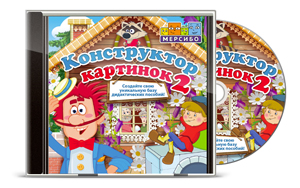 МЕРСИБО
Конструктор
картинок 2
Создайте свою
уникальную базу
дидактических пособий!